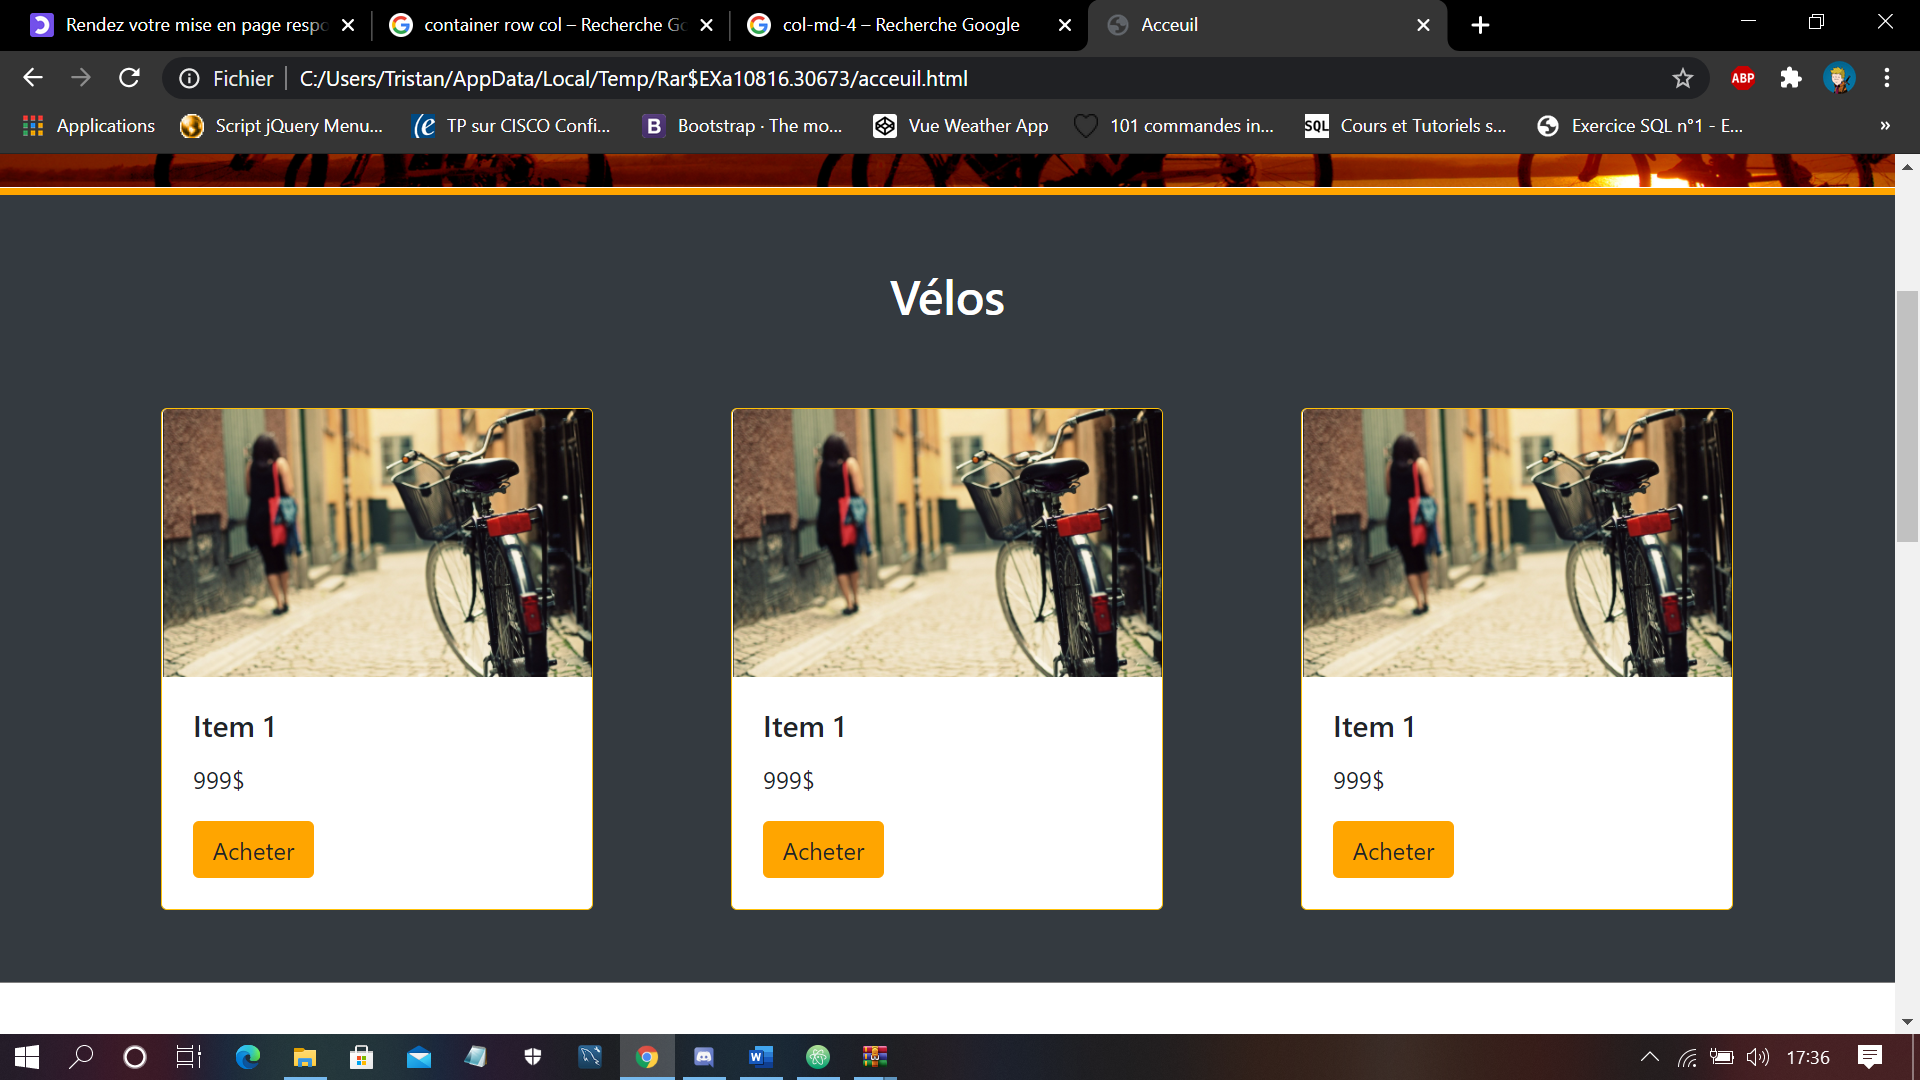 Rendez votre mise en page respo
container row col – Recherche Go
col-md-4 – Recherche Google
Acceuil
Fichier
C:/Users/Tristan/AppData/Local/Temp/Rar$EXa10816.30673/acceuil.html
ABP
Applications
Script jQuery Menu...
TP sur CISCO Confi...
B
Bootstrap · The mo...
Vue Weather App
101 commandes in...
SQL
Cours et Tutoriels s...
Exercice SQL n°1 - E...
»
Vélos
Item 1
999$
Acheter
Item 1
999$
Acheter
Item 1
999$
Acheter
17:36